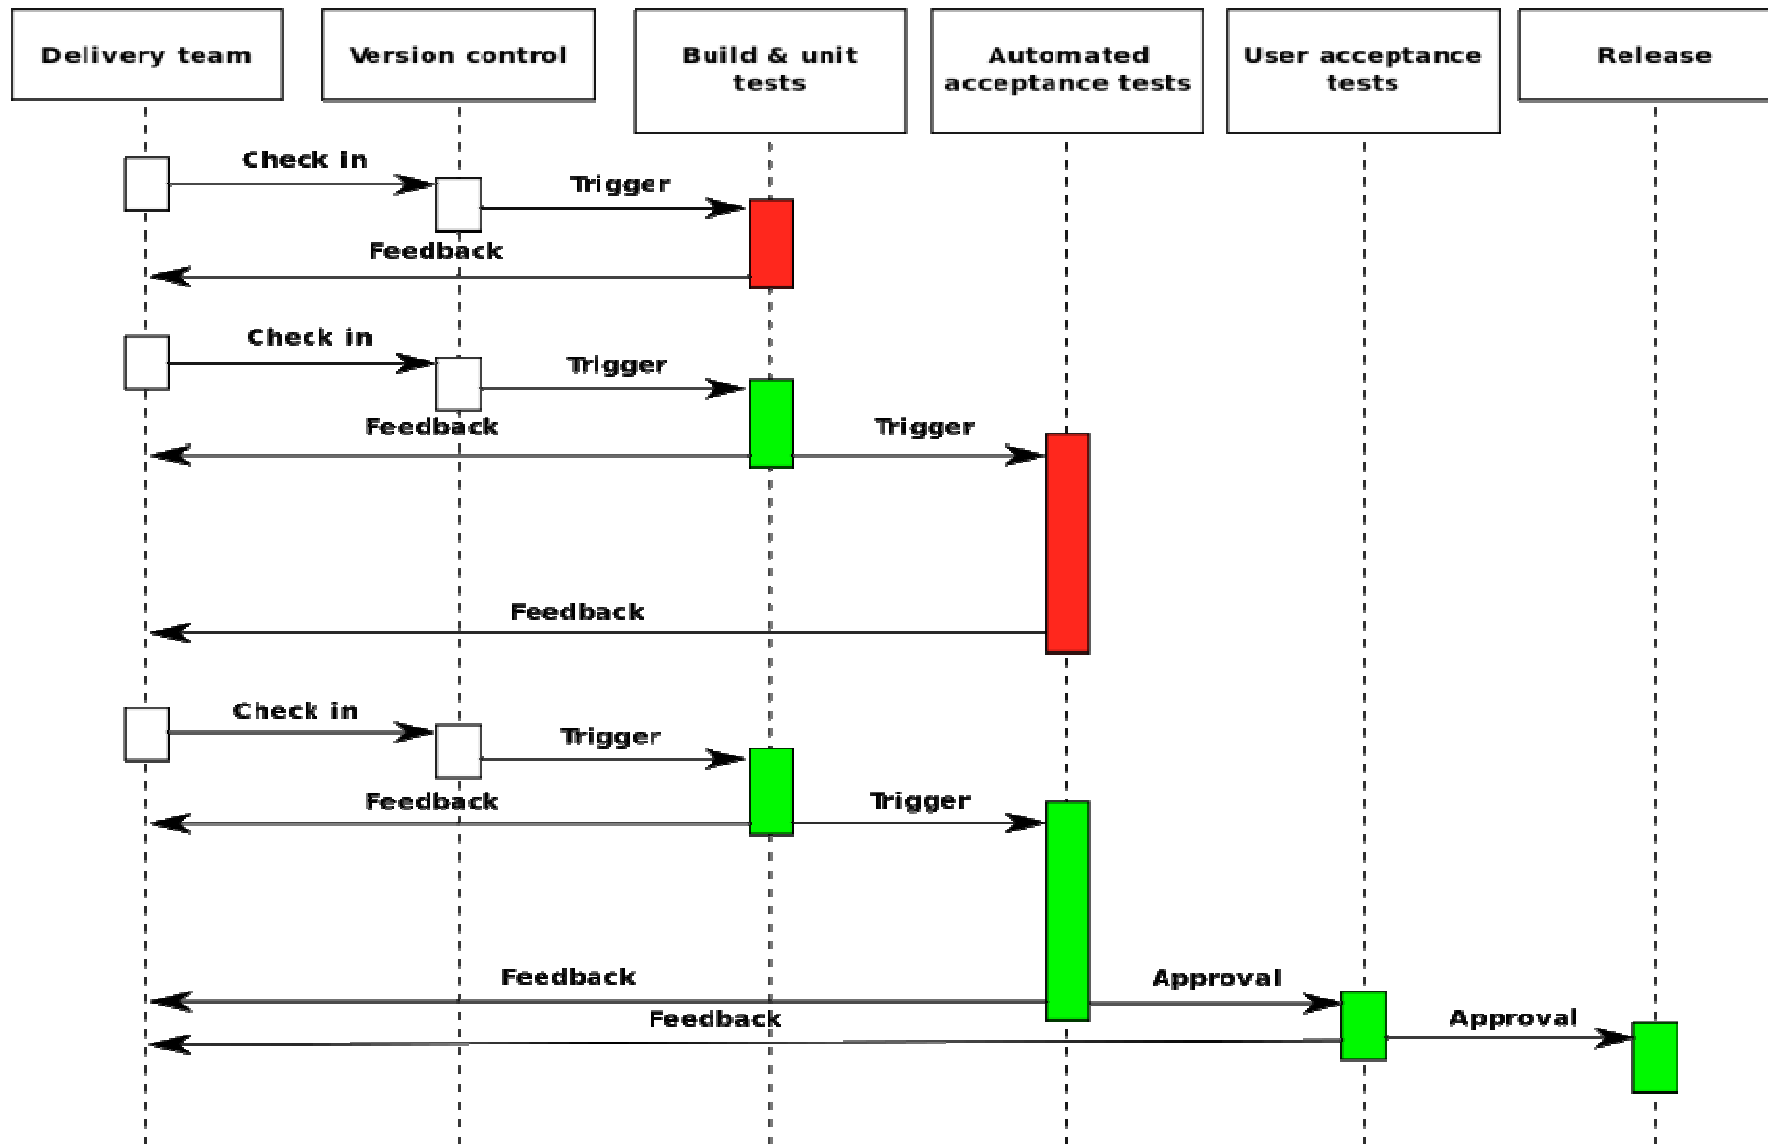 Delivery team
Version control
Build & unit
tests
Automated
acceptance tests
User acceptance
tests
Release
Check in
Trigger
Feedback
Check in
Trigger
Feedback
Trigger
Feedback
Check in
Trigger
Feedback
Trigger
Feedback
Approval
Feedback
Approval